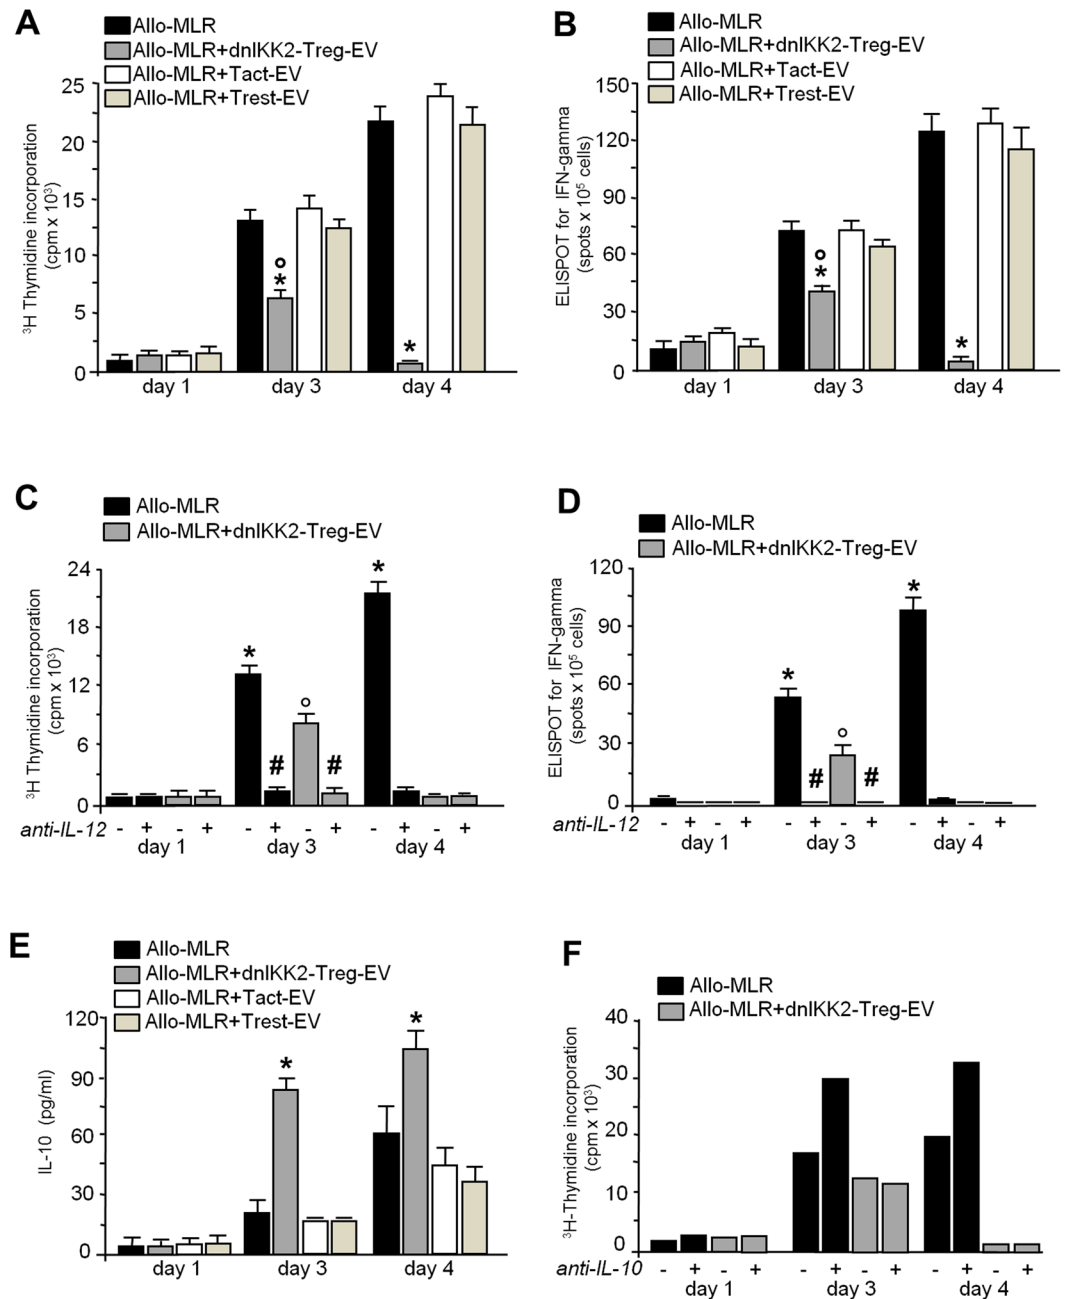 A
Allo-MLR
Allo-MLR+dnIKK2-Treg-EV
Allo-MLR+Tact-EV
Allo-MLR+Trest-EV
³H Thymidine incorporation
(cpm x 10³)
25
20
15
10
5
0
°
*
*
day 1 day 3 day 4
B
Allo-MLR
Allo-MLR+dnIKK2-Treg-EV
Allo-MLR+Tact-EV
Allo-MLR+Trest-EV
ELISPOT for IFN-gamma
(spots x 10⁵ cells)
150
120
90
60
30
0
°
*
*
day 1 day 3 day 4
C
Allo-MLR
Allo-MLR+dnIKK2-Treg-EV
³H Thymidine incorporation
(cpm x 10³)
24
18
12
6
0
* # ° # *
anti-IL-12 - + - + - + - + - + - +
day 1 day 3 day 4
D
Allo-MLR
Allo-MLR+dnIKK2-Treg-EV
ELISPOT for IFN-gamma
(spots x 10⁵ cells)
120
90
60
30
0
* # ° # *
anti-IL-12 - + - + - + - + - + - +
day 1 day 3 day 4
E
Allo-MLR
Allo-MLR+dnIKK2-Treg-EV
Allo-MLR+Tact-EV
Allo-MLR+Trest-EV
IL-10 (pg/ml)
120
90
60
30
0
* *
day 1 day 3 day 4
F
Allo-MLR
Allo-MLR+dnIKK2-Treg-EV
³H-Thymidine incorporation
(cpm x 10³)
40
30
20
10
0
anti-IL-10 - + - + - + - + - + - +
day 1 day 3 day 4